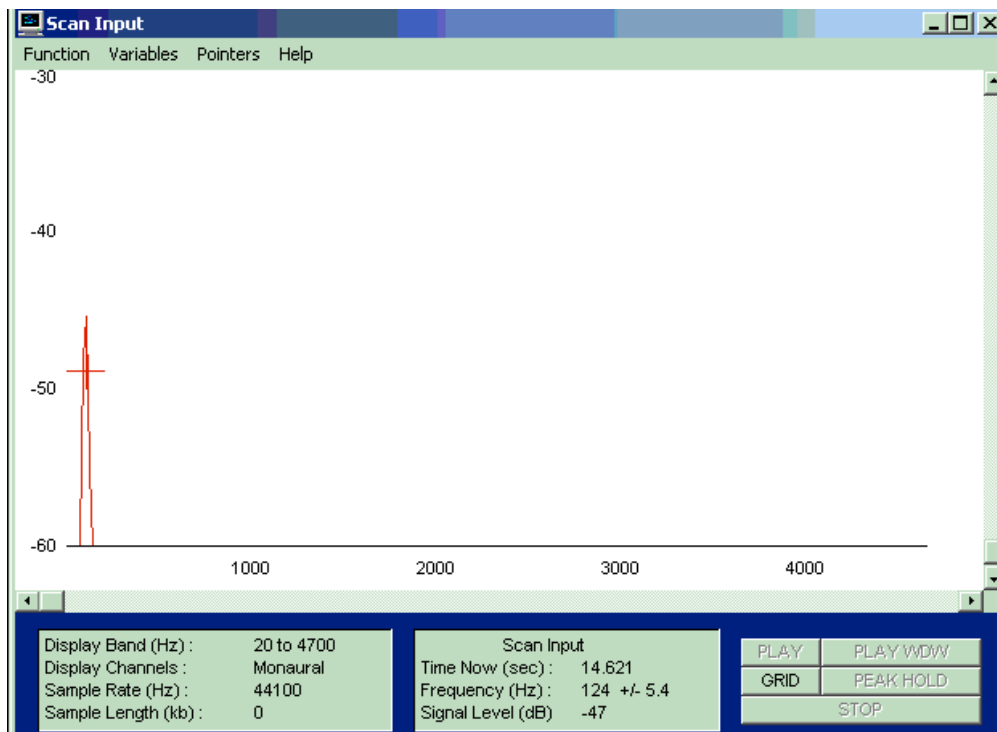 Scan Input
Function Variables Pointers Help
-30
-40
-50
-60
1000 2000 3000 4000
Display Band (Hz) : 20 to 4700
Display Channels : Monaural
Sample Rate (Hz) : 44100
Sample Length (kb) : 0
Scan Input
Time Now (sec) : 14.621
Frequency (Hz) : 124 +/- 5.4
Signal Level (dB) -47
PLAY PLAY WDW
GRID PEAK HOLD
STOP